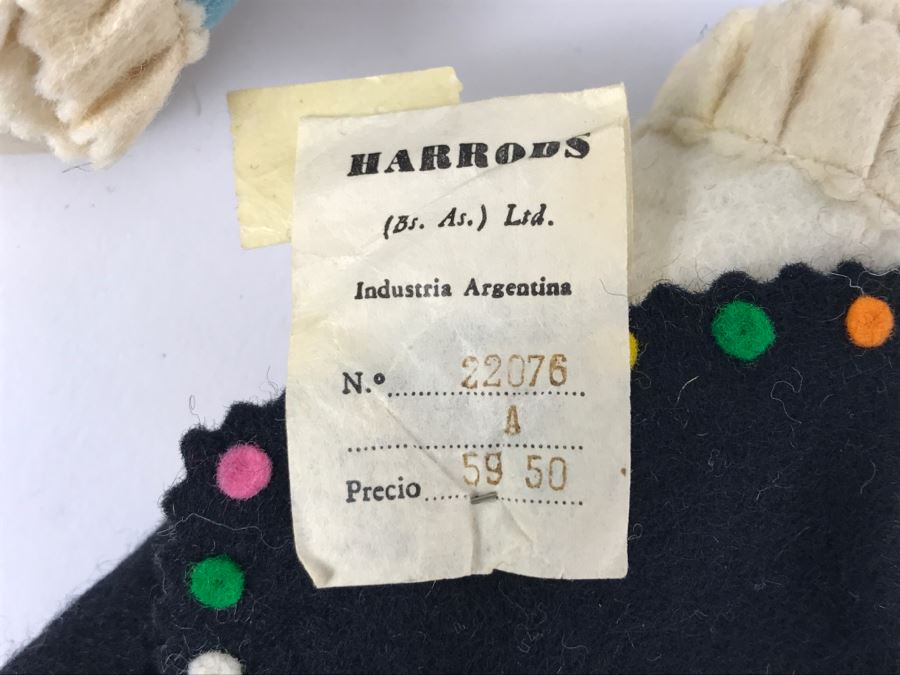 HARRODS
(Bs. As.) Ltd.
Industria Argentina
N.º 22076
A
Precio 59 50